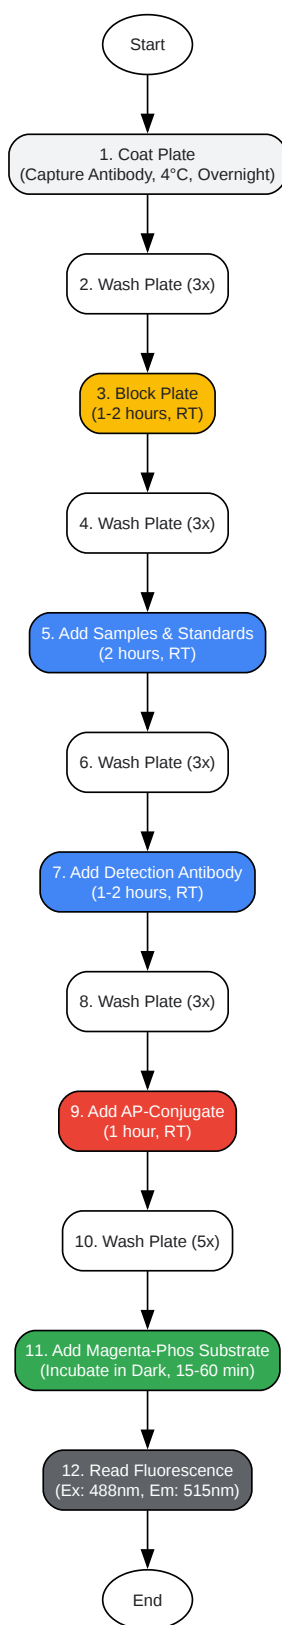 Start
1. Coat Plate
(Capture Antibody, 4°C, Overnight)
2. Wash Plate (3x)
3. Block Plate
(1-2 hours, RT)
4. Wash Plate (3x)
5. Add Samples & Standards
(2 hours, RT)
6. Wash Plate (3x)
7. Add Detection Antibody
(1-2 hours, RT)
8. Wash Plate (3x)
9. Add AP-Conjugate
(1 hour, RT)
10. Wash Plate (5x)
11. Add Magenta-Phos Substrate
(Incubate in Dark, 15-60 min)
12. Read Fluorescence
(Ex: 488nm, Em: 515nm)
End